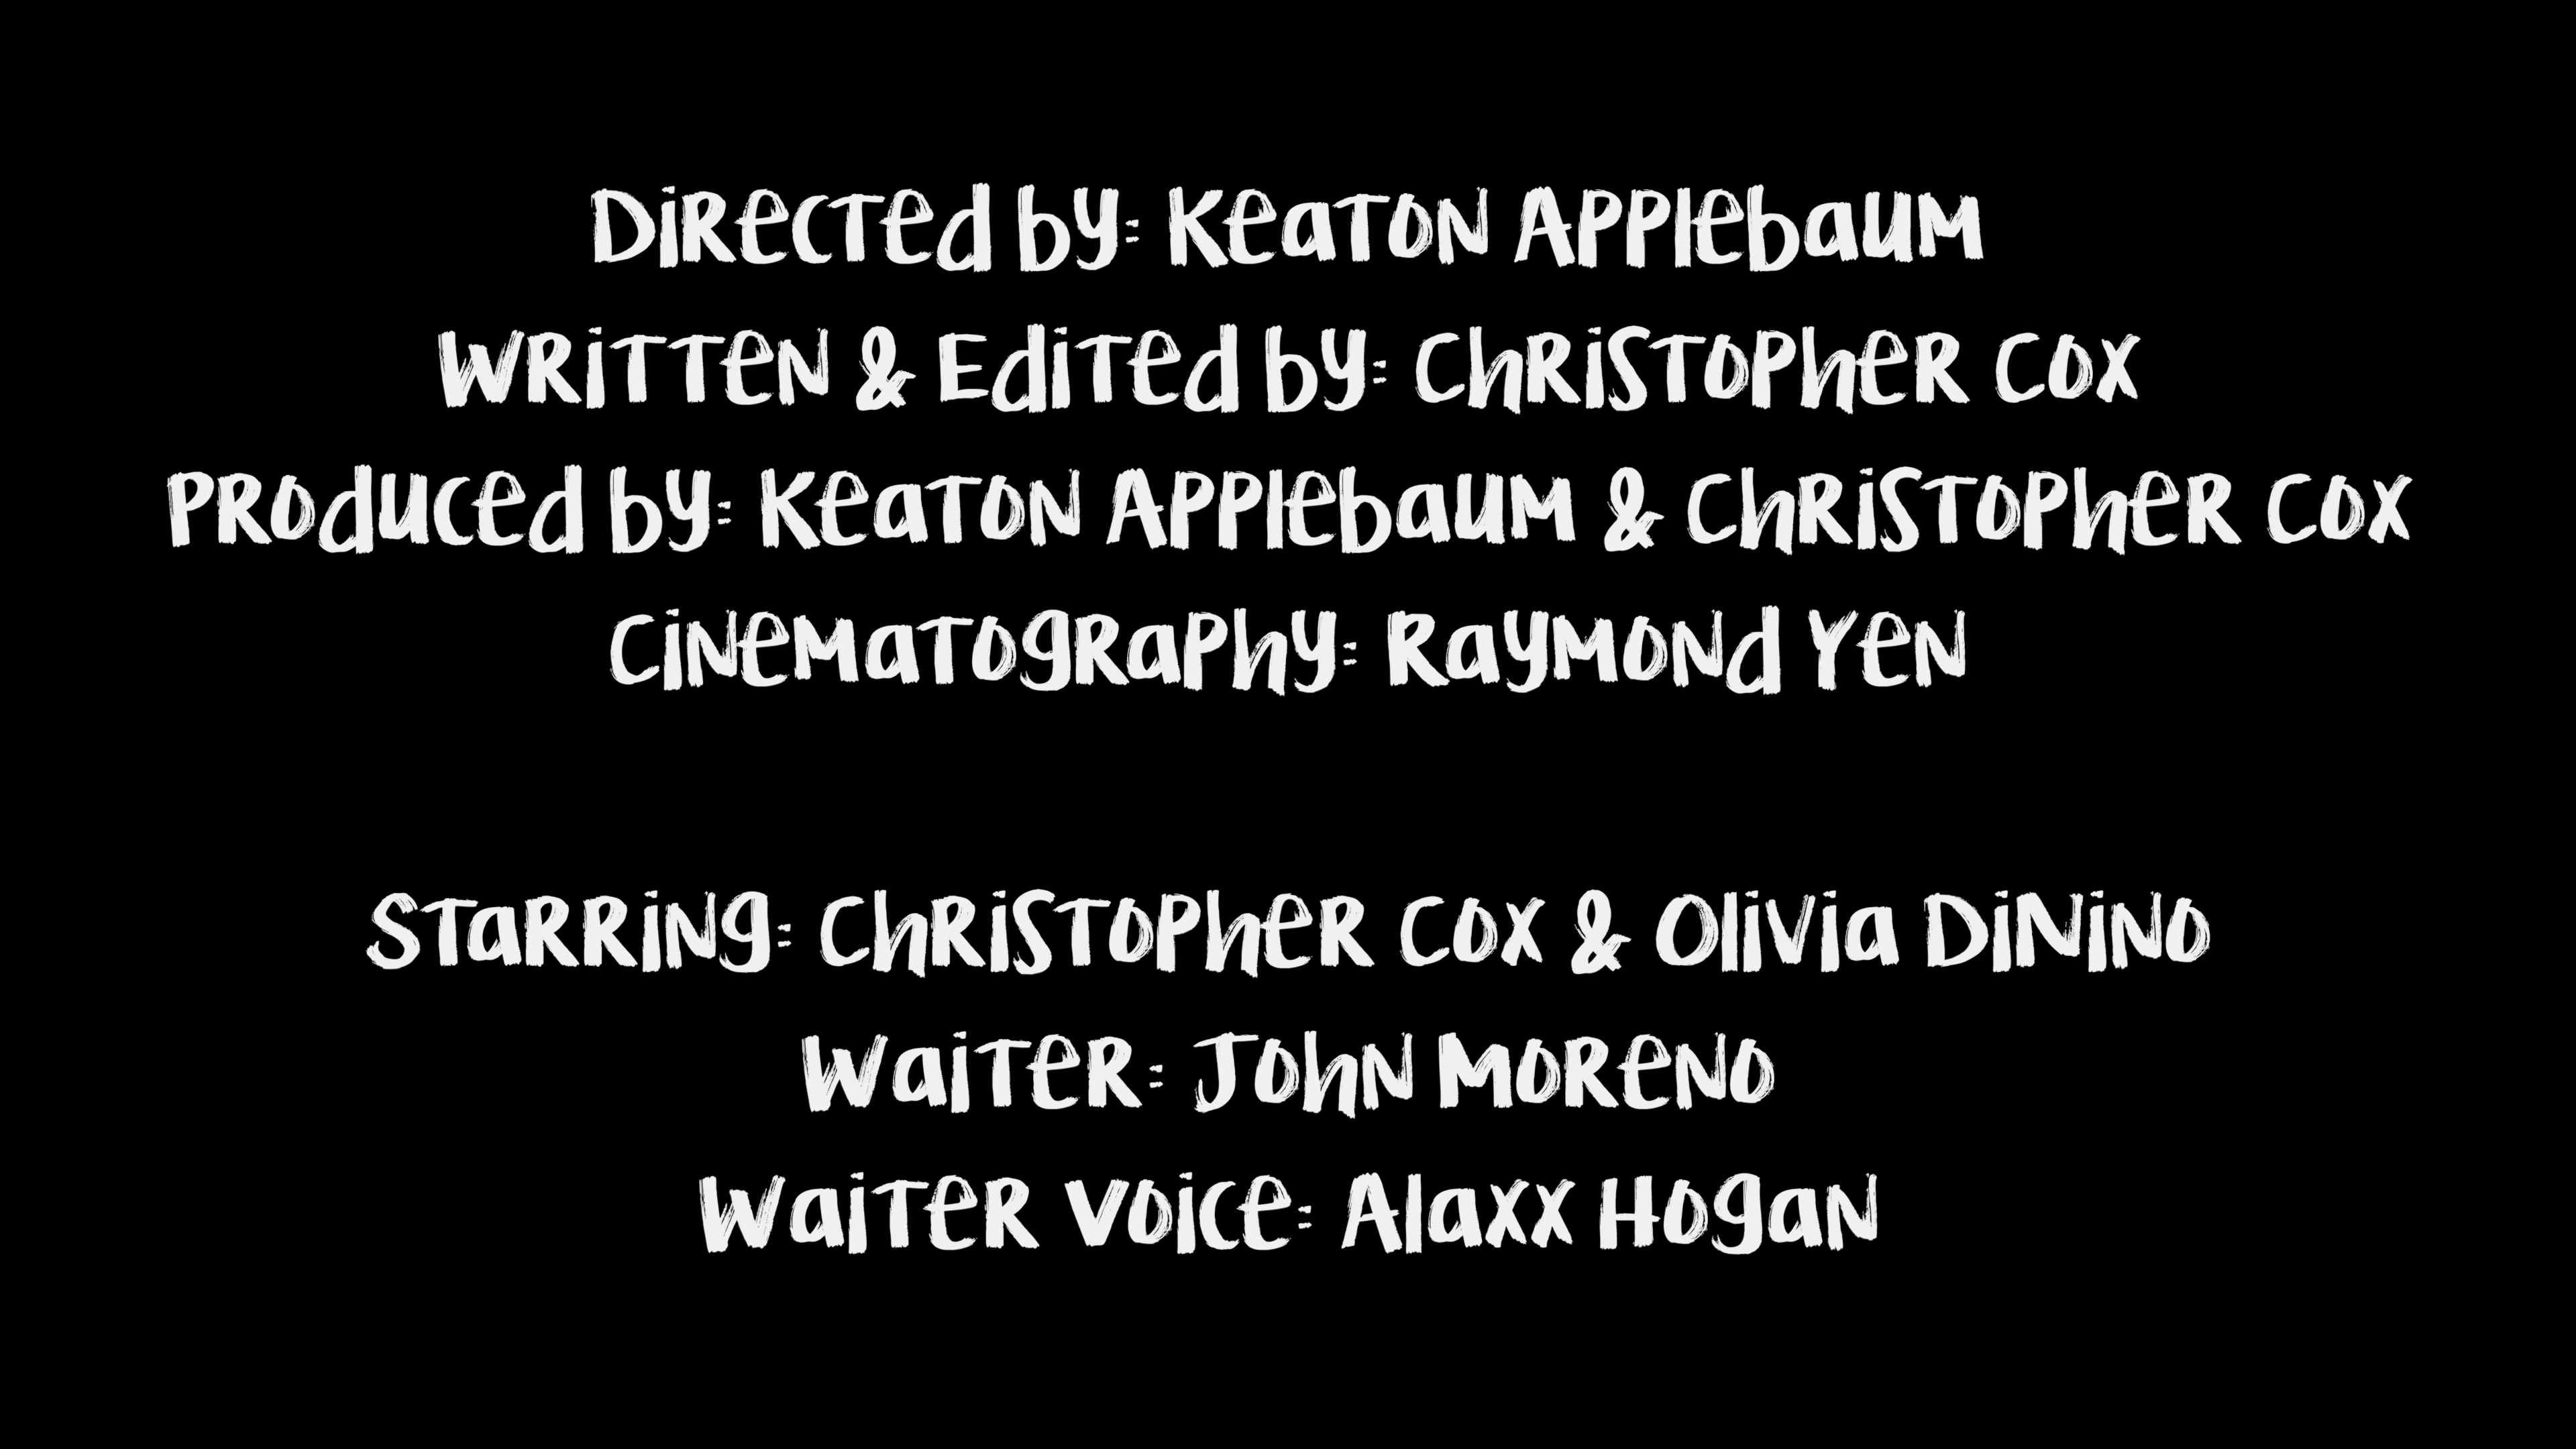 Directed by: Keaton Applebaum
Written & Edited by: Christopher Cox
Produced by: Keaton Applebaum & Christopher Cox
Cinematography: Raymond Yen
Starring: Christopher Cox & Olivia DiNino
Waiter: John Moreno
Waiter Voice: Alaxx Hogan